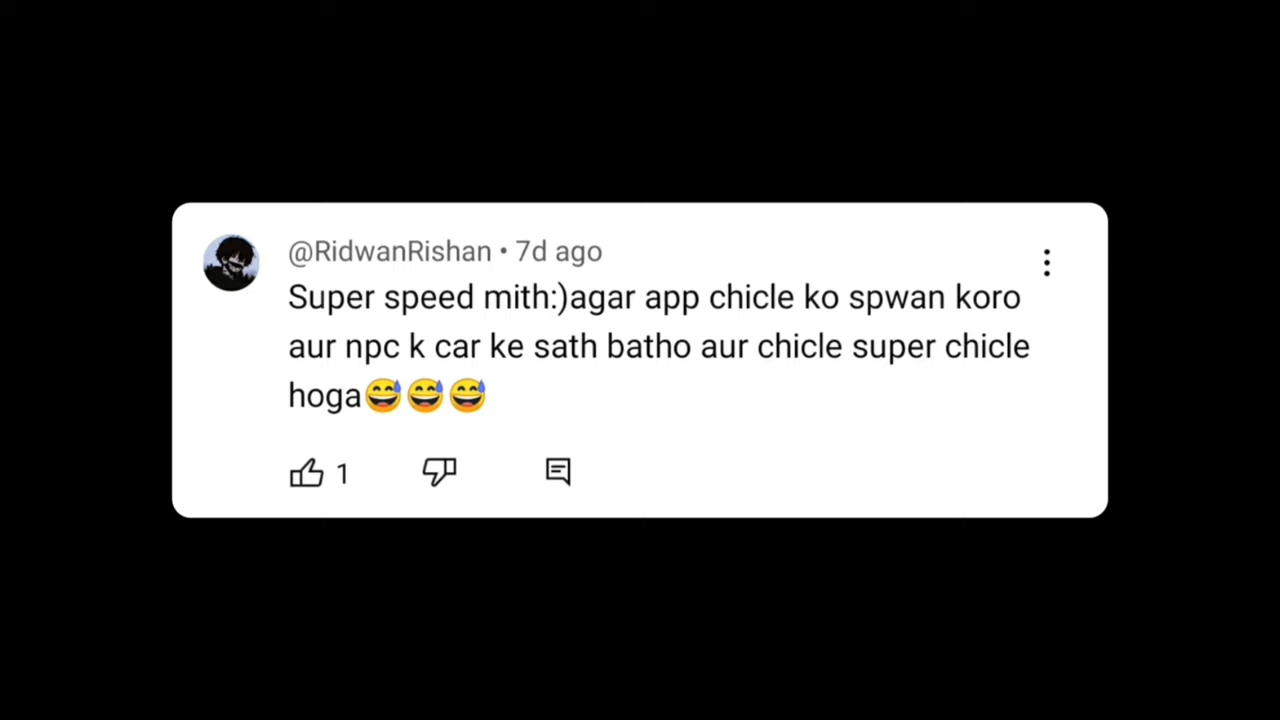 @RidwanRishan • 7d ago
Super speed mith:)agar app chicle ko spwan koro
aur npc k car ke sath batho aur chicle super chicle
hoga😅😅😅
1